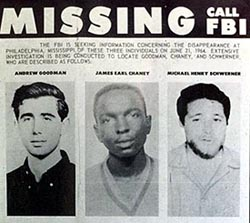 MISSING CALL FBI
THE FBI IS SEEKING INFORMATION CONCERNING THE DISAPPEARANCE AT
PHILADELPHIA, MISSISSIPPI, OF THESE THREE INDIVIDUALS ON JUNE 21, 1964. EXTENSIVE
INVESTIGATION IS BEING CONDUCTED TO LOCATE GOODMAN, CHANEY, AND SCHWERNER
WHO ARE DESCRIBED AS FOLLOWS:
ANDREW GOODMAN JAMES EARL CHANEY MICHAEL HENRY SCHWERNER